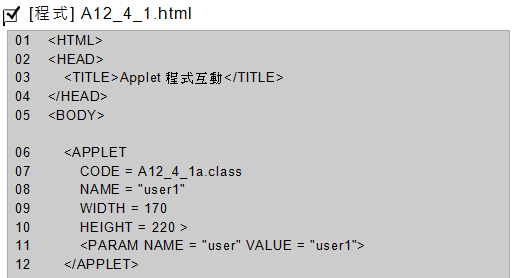 [程式] A12_4_1.html
01 <HTML>
02 <HEAD>
03 <TITLE>Applet 程式互動</TITLE>
04 </HEAD>
05 <BODY>
06 <APPLET
07 CODE = A12_4_1a.class
08 NAME = "user1"
09 WIDTH = 170
10 HEIGHT = 220 >
11 <PARAM NAME = "user" VALUE = "user1">
12 </APPLET>